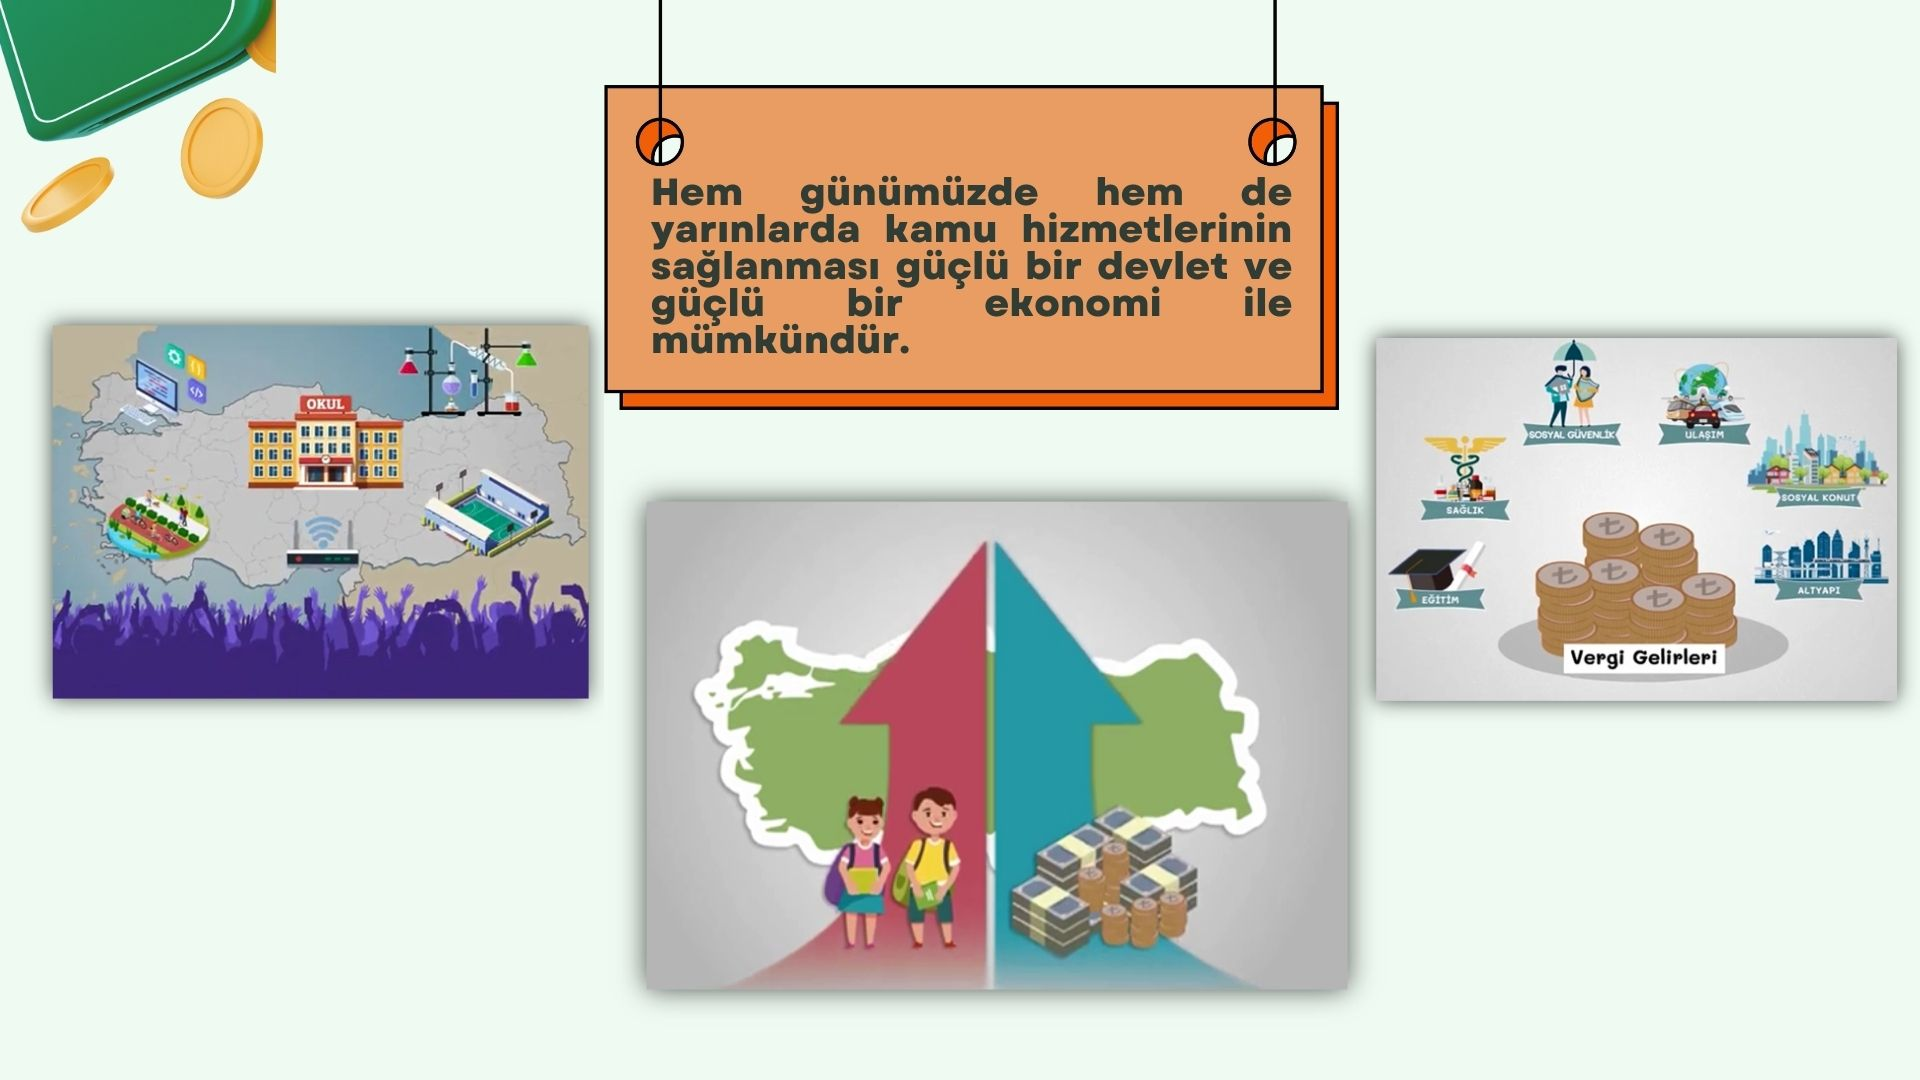 Hem günümüzde hem de
yarınlarda kamu hizmetlerinin
sağlanması güçlü bir devlet ve
güçlü bir ekonomi ile
mümkündür.
OKUL
SOSYAL GÜVENLİK
ULAŞIM
SOSYAL KONUT
SAĞLIK
ALTYAPI
EĞİTİM
Vergi Gelirleri